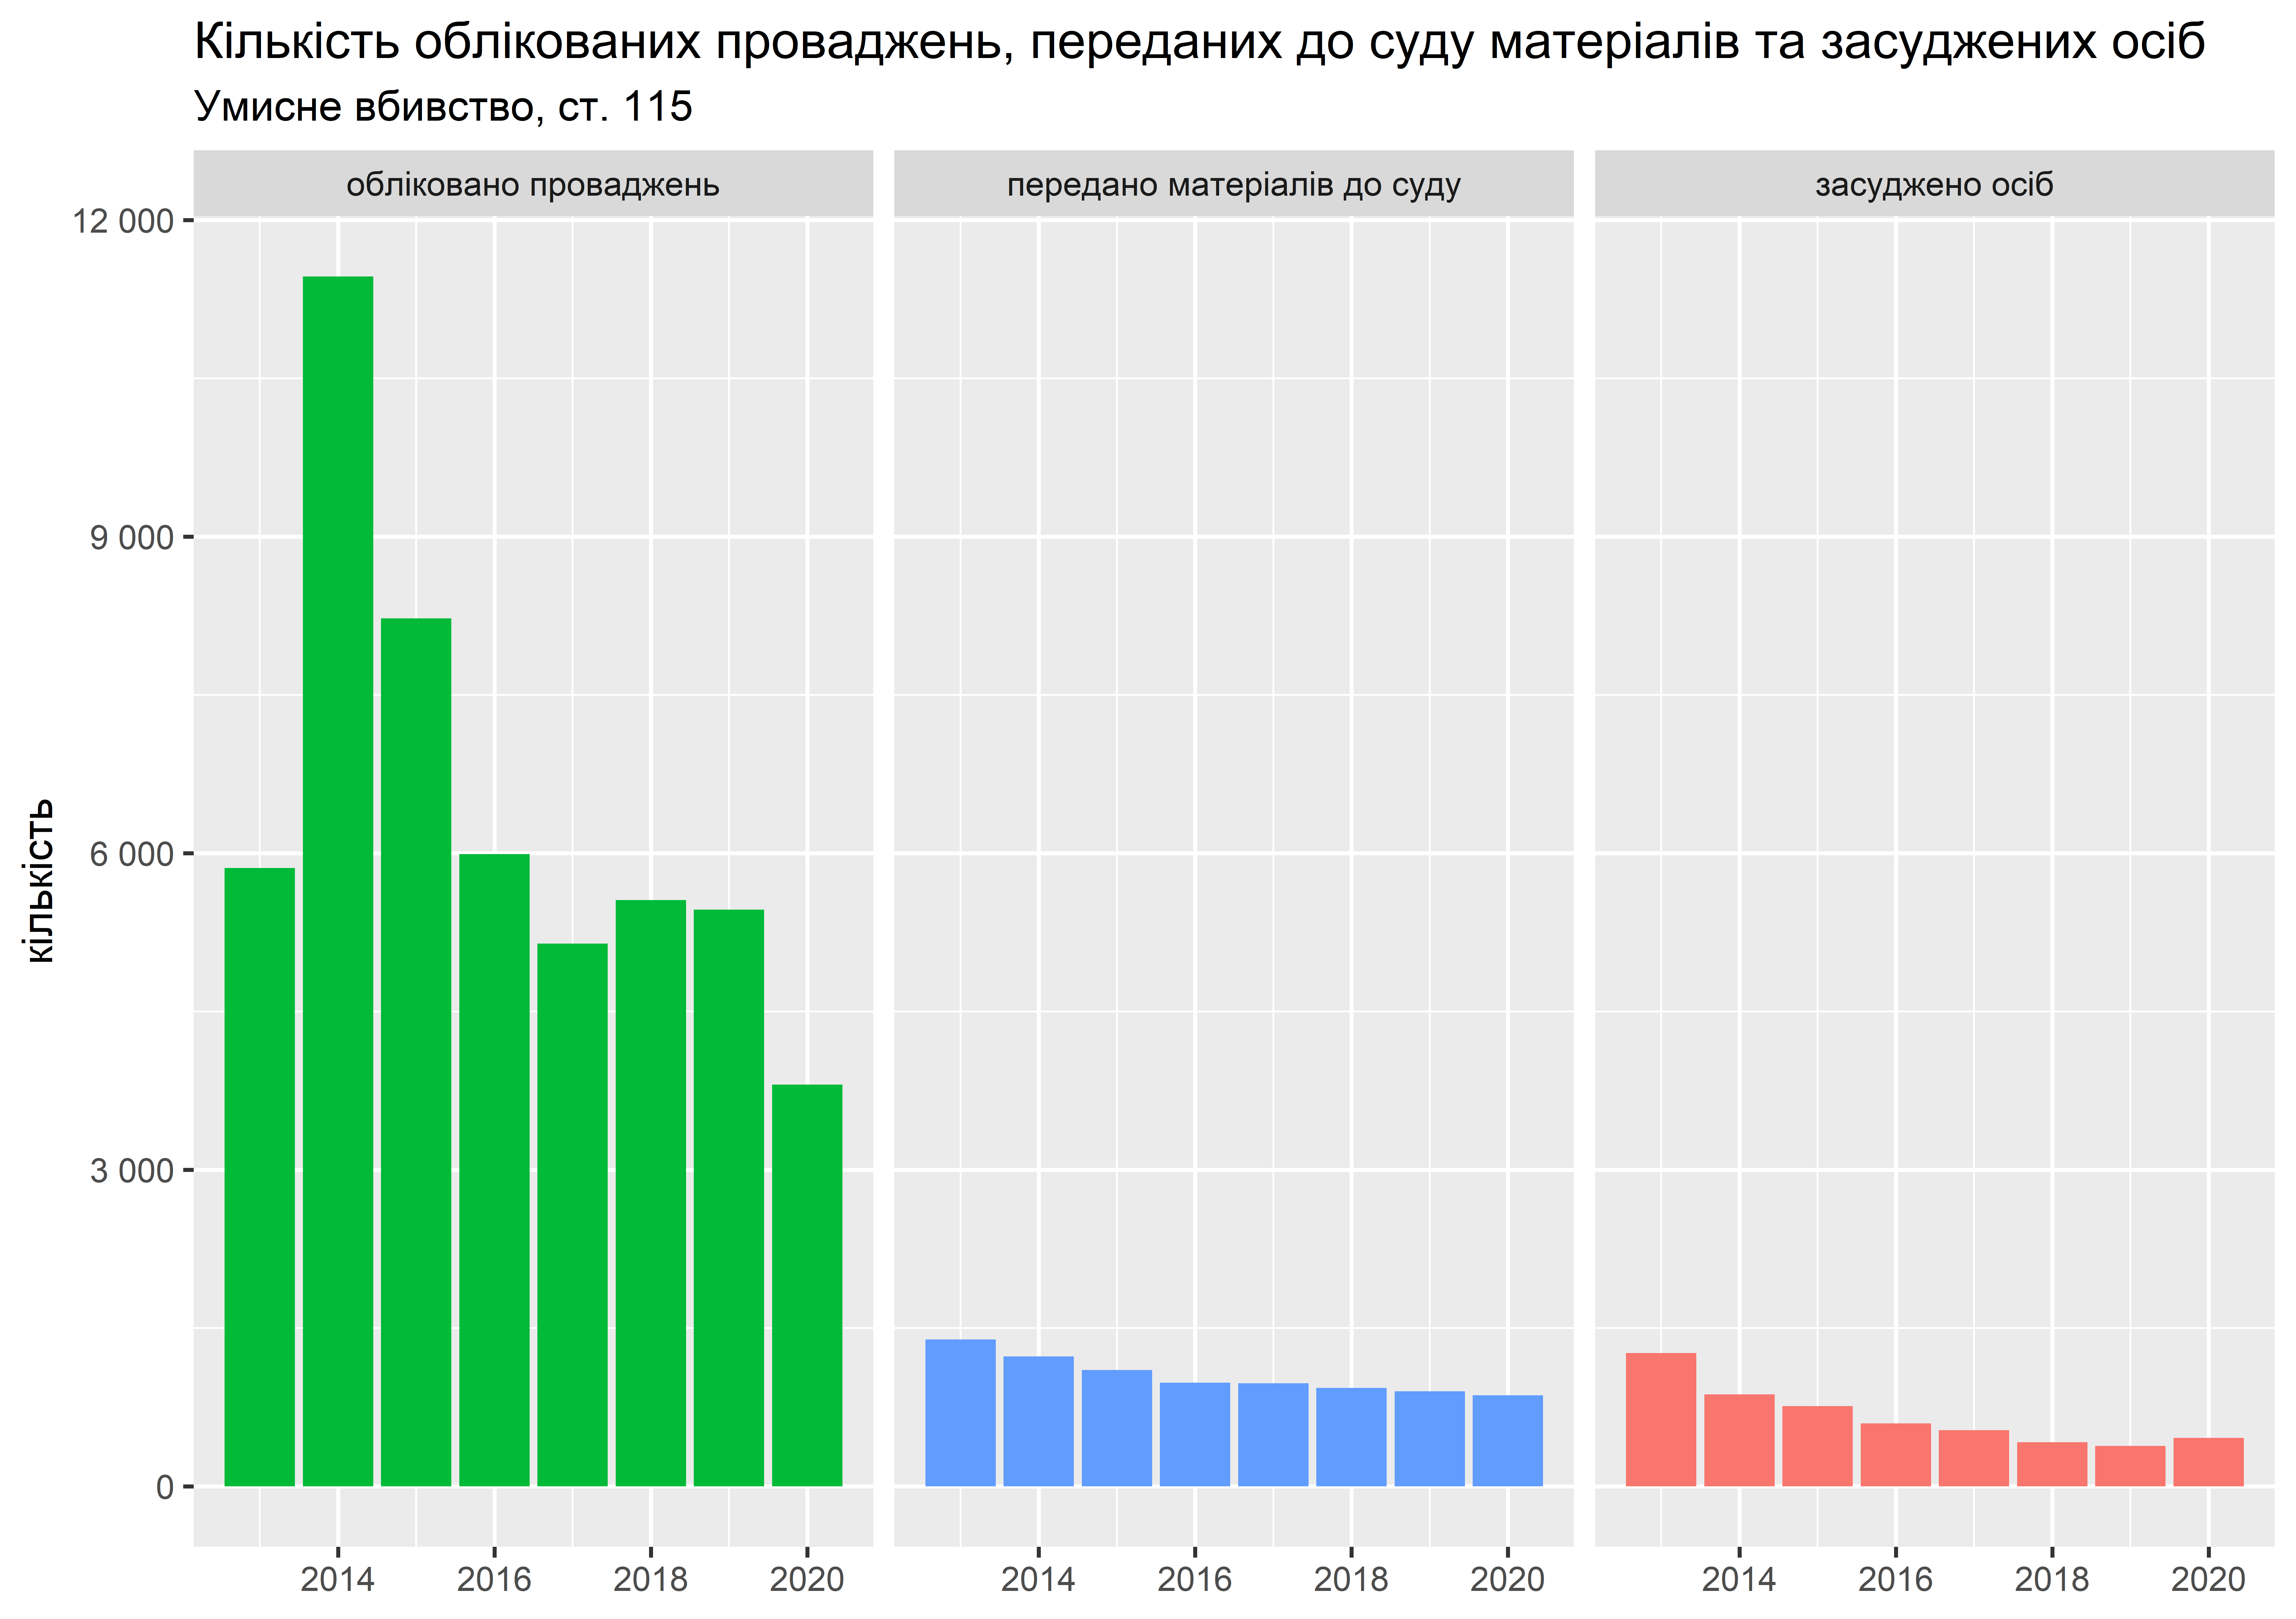 Кількість облікованих проваджень, переданих до суду матеріалів та засуджених осіб
Умисне вбивство, ст. 115
обліковано проваджень
передано матеріалів до суду
засуджено осіб
кількість
12 000
9 000
6 000
3 000
0
2014 2016 2018 2020
2014 2016 2018 2020
2014 2016 2018 2020